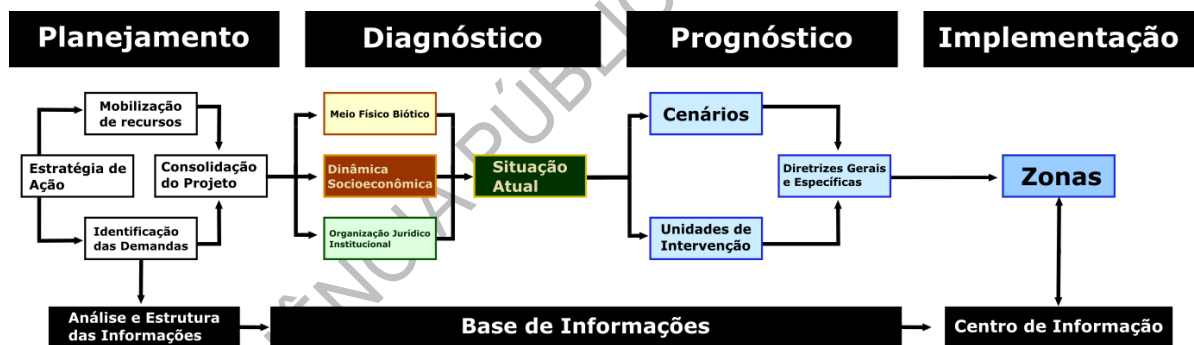 Planejamento
Diagnóstico
Prognóstico
Implementação
Mobilização
de recursos
Estratégia de
Ação
Consolidação
do Projeto
Identificação
das Demandas
Meio Físico Biótico
Dinâmica
Socioeconômica
Organização Jurídico
Institucional
Situação
Atual
Cenários
Unidades de
Intervenção
Diretrizes Gerais
e Específicas
Zonas
Análise e Estrutura
das Informações
Base de Informações
Centro de Informação
ÊNCIA PÚBLIC